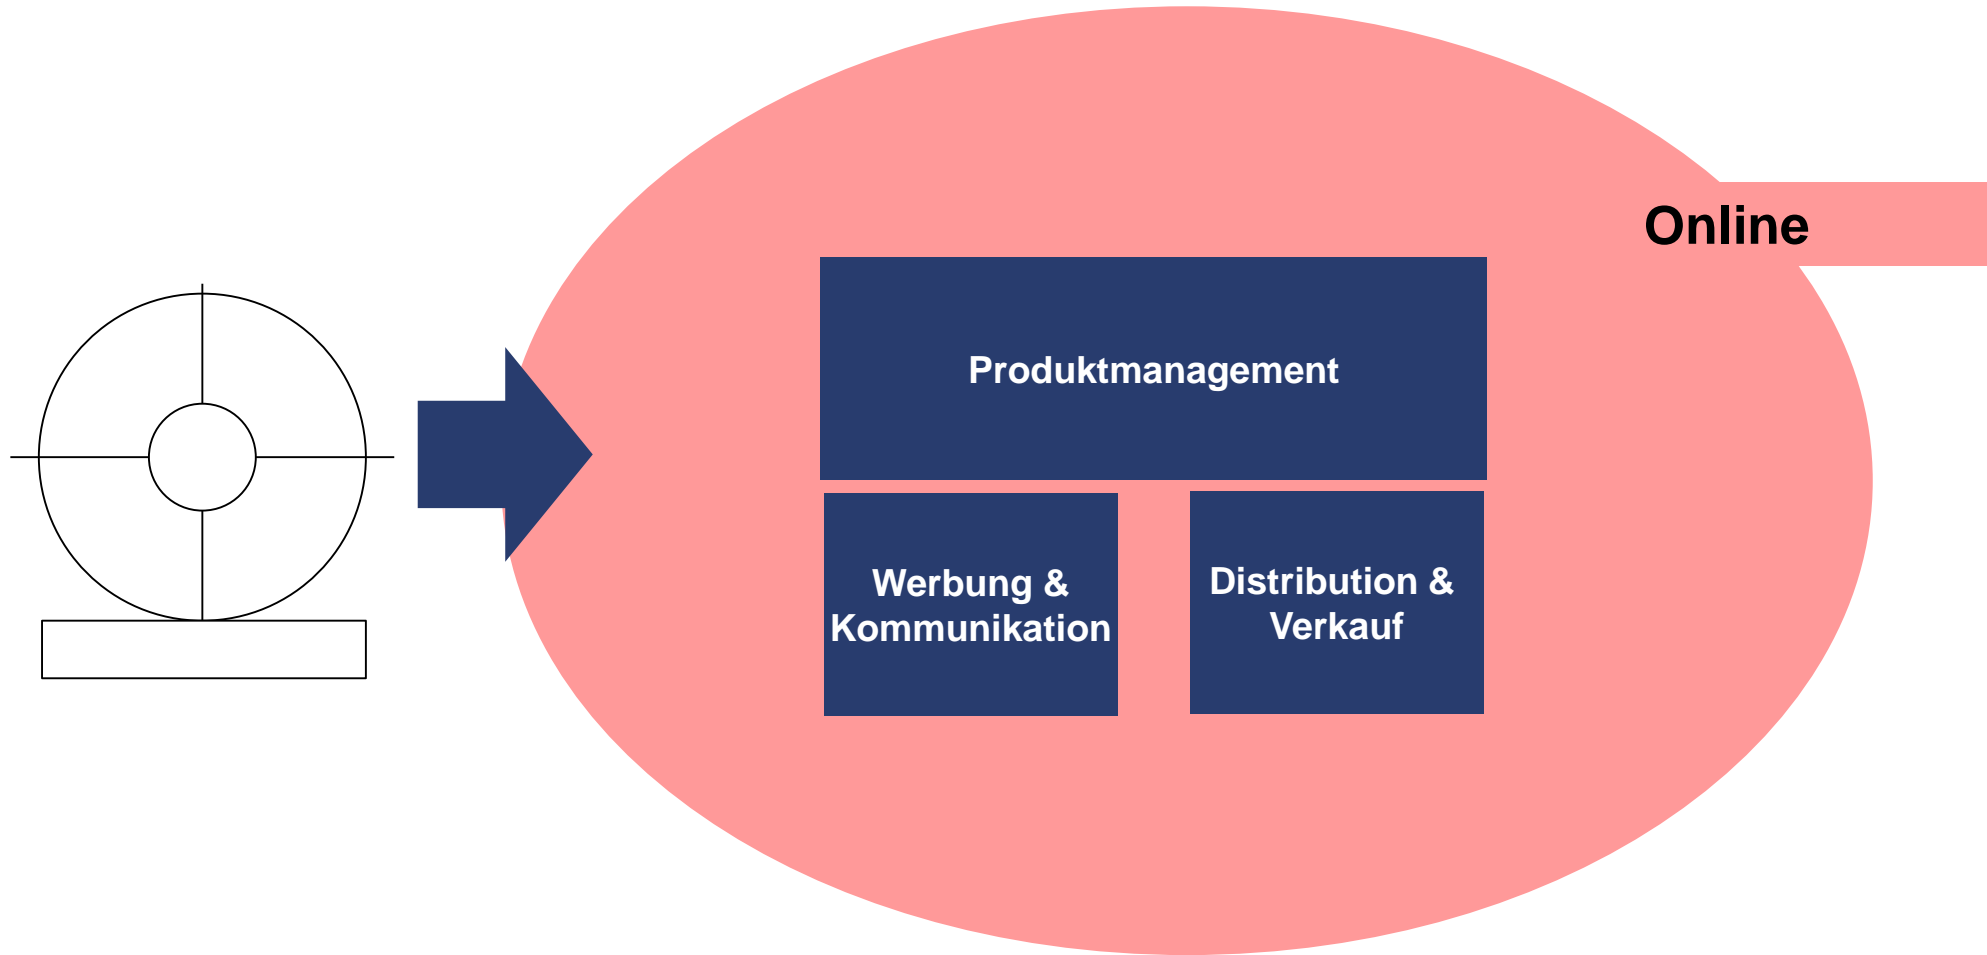 Online
Produktmanagement
Werbung &
Kommunikation
Distribution &
Verkauf